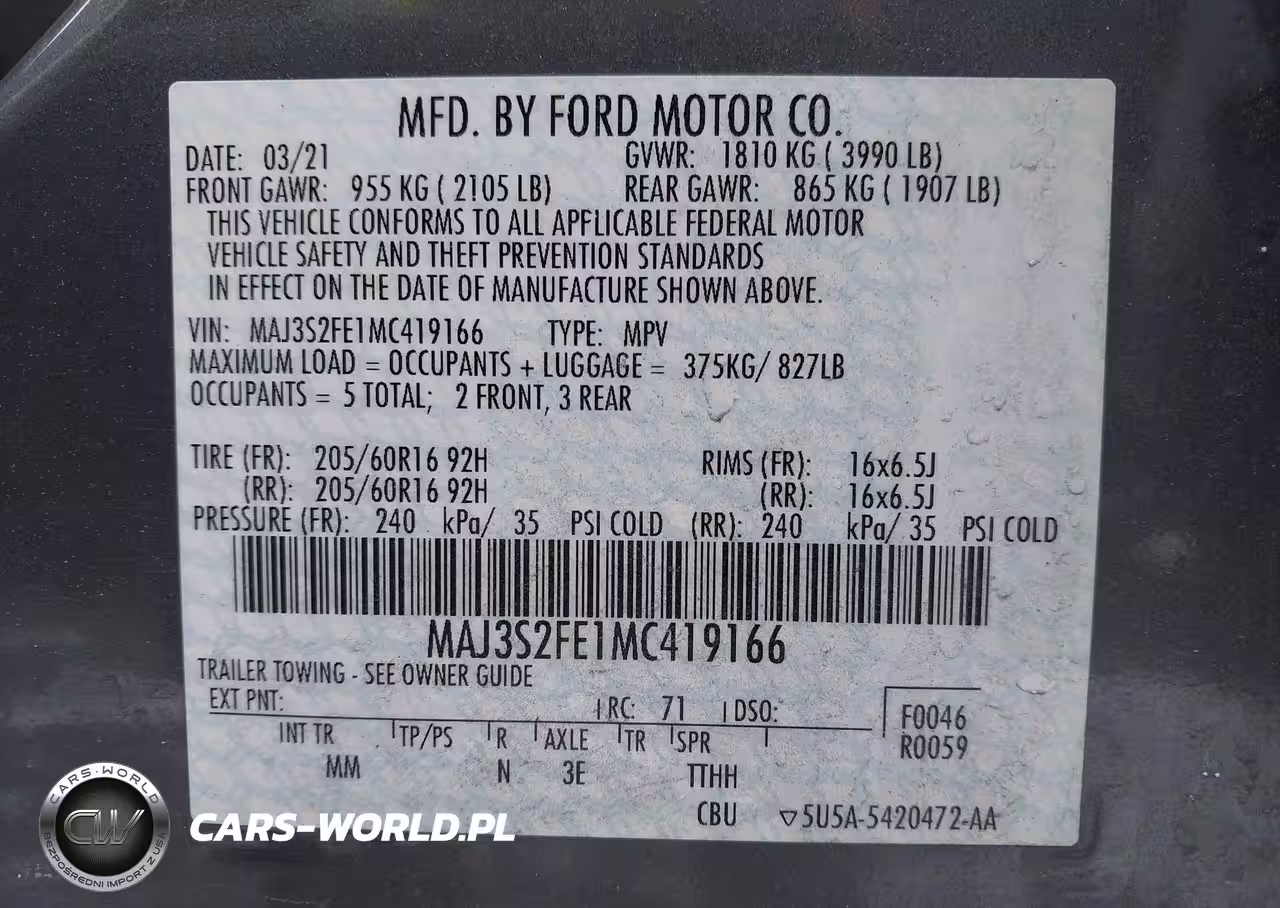 MFD. BY FORD MOTOR CO.
DATE: 03/21 GVWR: 1810 KG ( 3990 LB)
FRONT GAWR: 955 KG ( 2105 LB) REAR GAWR: 865 KG ( 1907 LB)
THIS VEHICLE CONFORMS TO ALL APPLICABLE FEDERAL MOTOR
VEHICLE SAFETY AND THEFT PREVENTION STANDARDS
IN EFFECT ON THE DATE OF MANUFACTURE SHOWN ABOVE.
VIN: MAJ3S2FE1MC419166 TYPE: MPV
MAXIMUM LOAD = OCCUPANTS + LUGGAGE = 375KG/ 827LB
OCCUPANTS = 5 TOTAL; 2 FRONT, 3 REAR
TIRE (FR): 205/60R16 92H RIMS (FR): 16x6.5J
(RR): 205/60R16 92H (RR): 16x6.5J
PRESSURE (FR): 240 kPa/ 35 PSI COLD (RR): 240 kPa/ 35 PSI COLD
MAJ3S2FE1MC419166
TRAILER TOWING - SEE OWNER GUIDE
EXT PNT: RC: 71 DSO: F0046
R0059
INT TR TP/PS R AXLE TR SPR
MM N 3E TTHH
CBU ▽5U5A-5420472-AA
CARS-WORLD
CW
BEZPOŚREDNI IMPORT Z USA
CARS-WORLD.PL